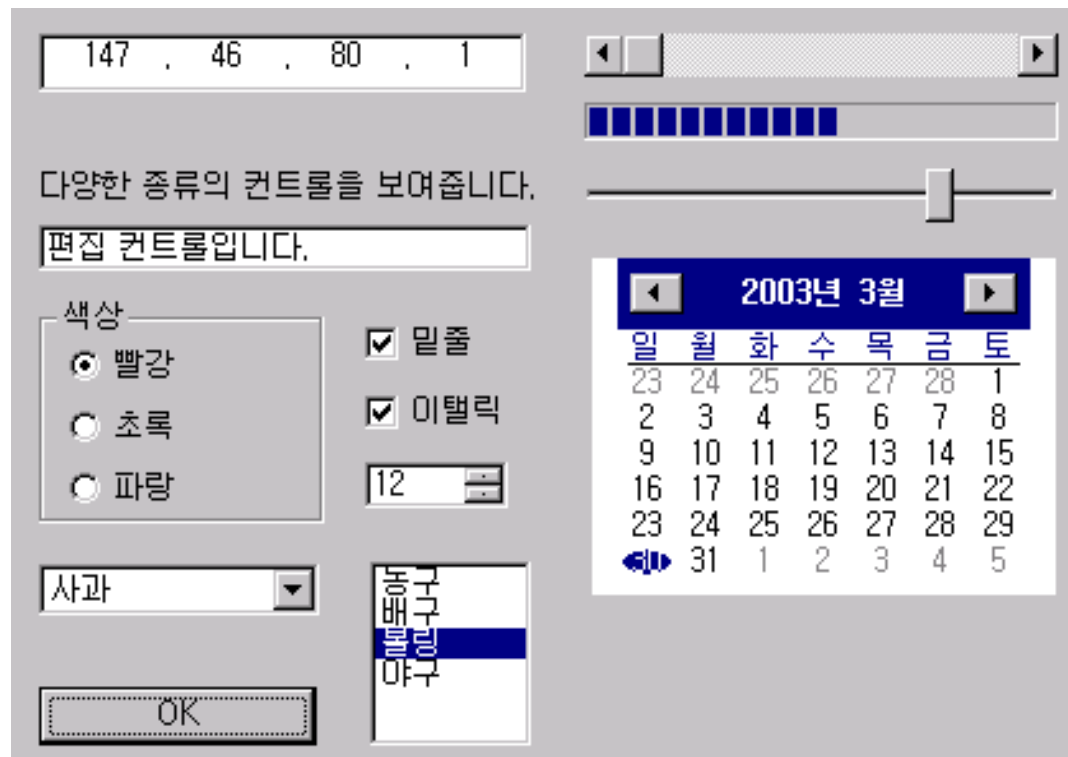 147 . 46 . 80 . 1
다양한 종류의 컨트롤을 보여줍니다.
편집 컨트롤입니다.
색상
빨강
초록
파랑
밑줄
이탤릭
12
사과
농구
배구
볼링
야구
OK
2003년 3월
일 월 화 수 목 금 토
23 24 25 26 27 28 1
2 3 4 5 6 7 8
9 10 11 12 13 14 15
16 17 18 19 20 21 22
23 24 25 26 27 28 29
30 31 1 2 3 4 5